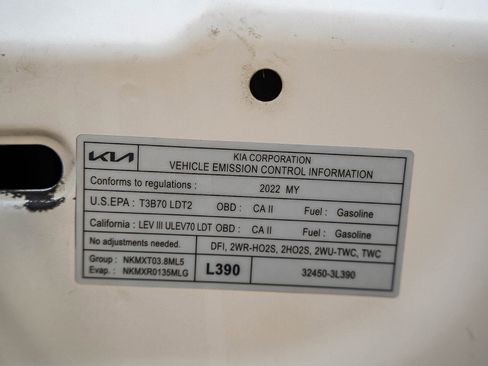 KIA
KIA CORPORATION
VEHICLE EMISSION CONTROL INFORMATION
Conforms to regulations : 2022 MY
U.S.EPA : T3B70 LDT2 OBD : CA II Fuel : Gasoline
California : LEV III ULEV70 LDT OBD : CA II Fuel : Gasoline
No adjustments needed. DFI, 2WR-HO2S, 2HO2S, 2WU-TWC, TWC
Group : NKMXT03.8ML5
Evap. : NKMXR0135MLG
L390
32450-3L390